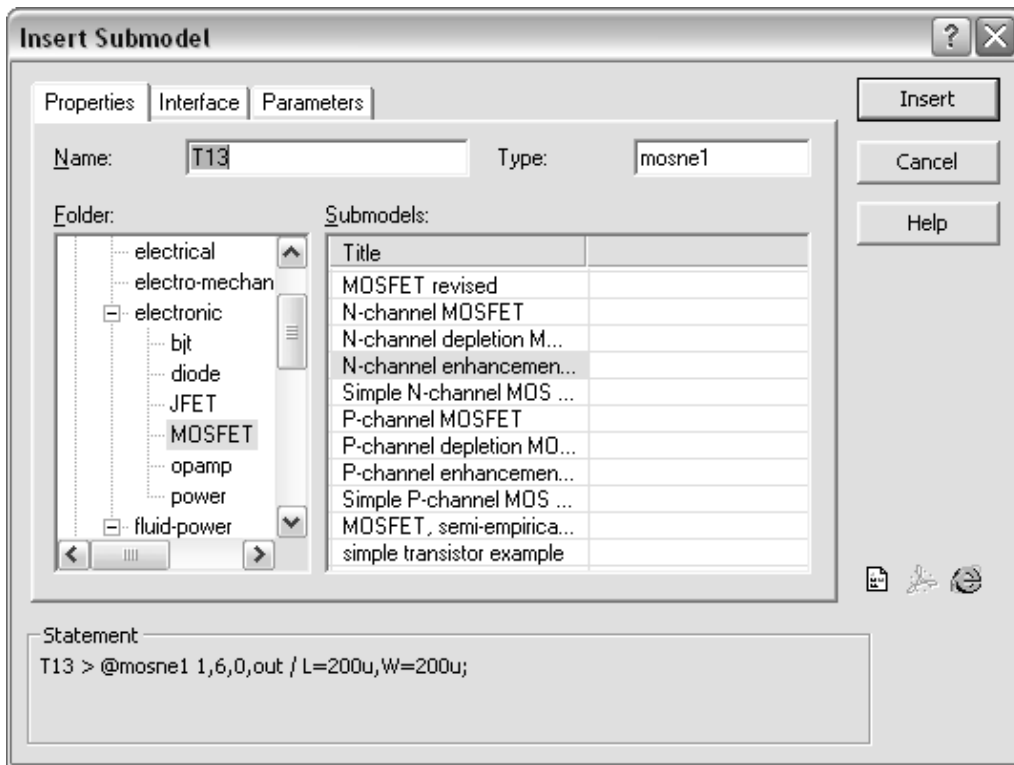 Insert Submodel
?
Properties
Interface
Parameters
Insert
Name:
T13
Type:
mosne1
Cancel
Help
Folder:
Submodels:
electrical
electro-mechan
electronic
bjt
diode
JFET
MOSFET
opamp
power
fluid-power
Title
MOSFET revised
N-channel MOSFET
N-channel depletion M...
N-channel enhancemen...
Simple N-channel MOS ...
P-channel MOSFET
P-channel depletion MO...
P-channel enhancemen...
Simple P-channel MOS ...
MOSFET, semi-empirica...
simple transistor example
Statement
T13 > @mosne1 1,6,0,out / L=200u,W=200u;